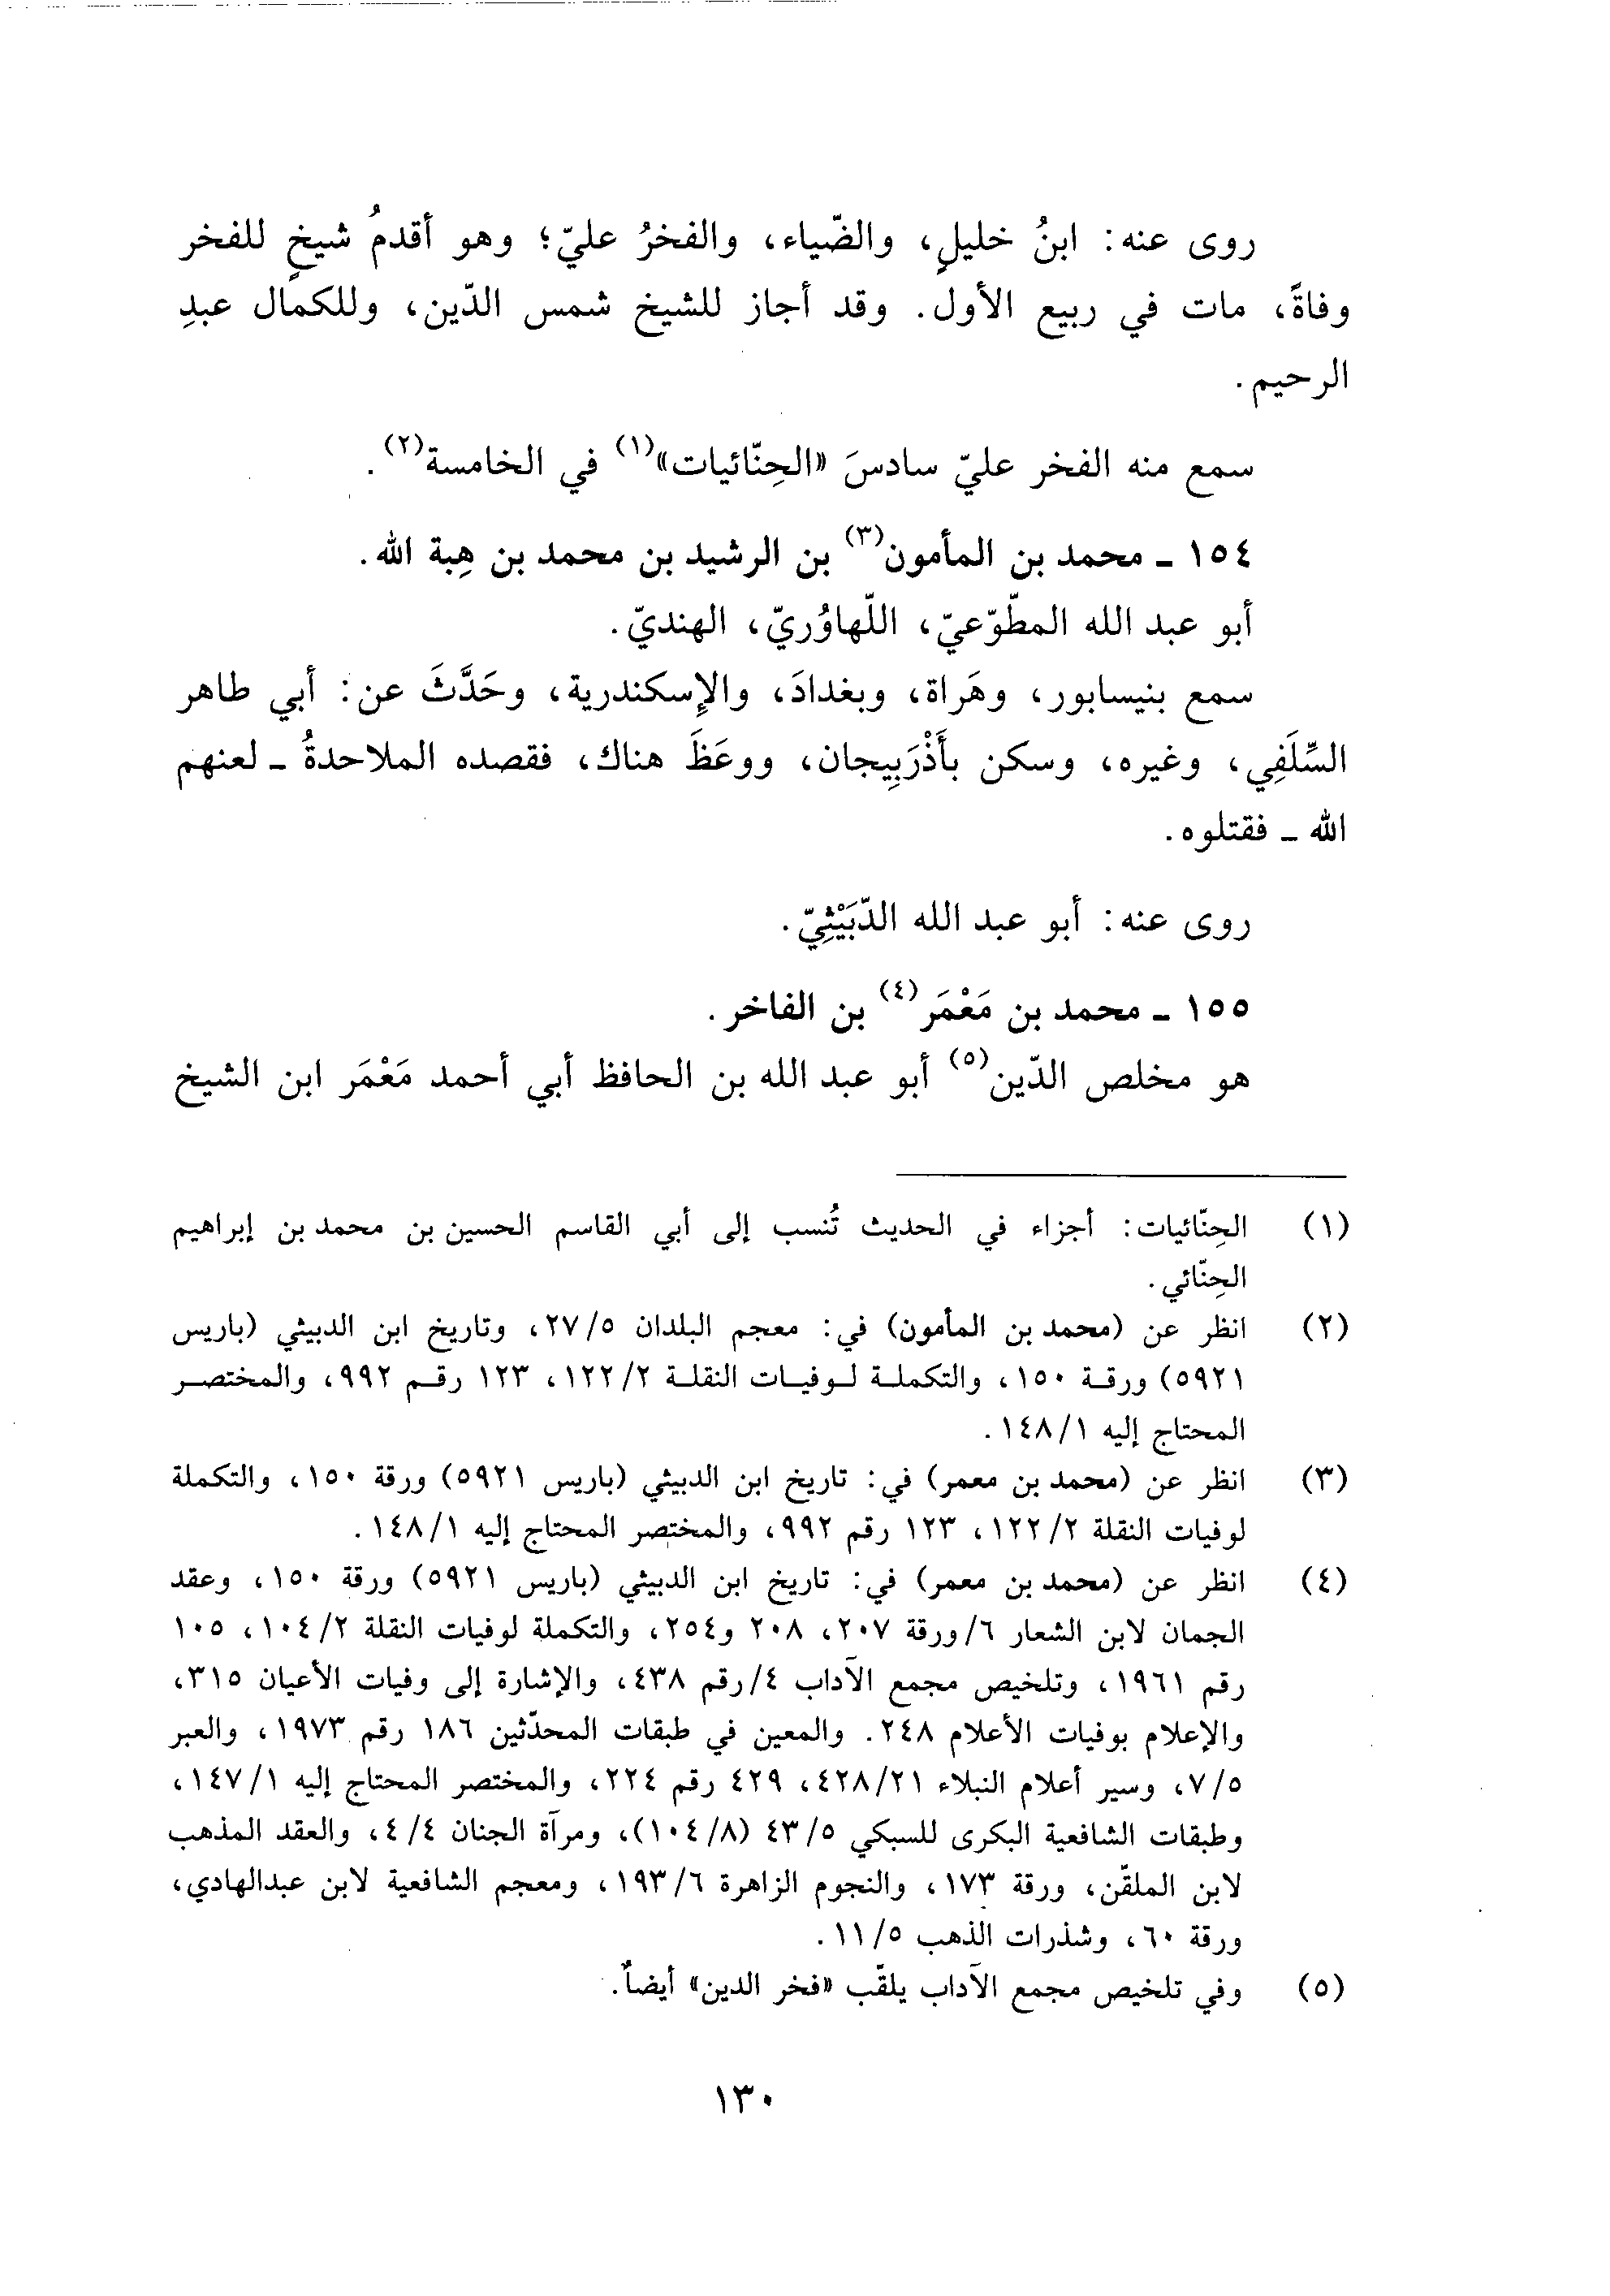 روى عنه: ابنُ خليلٍ، والضّياء، والفخرُ عليّ؛ وهو أقدمُ شيخٍ للفخر
وفاةً، مات في ربيع الأول. وقد أجاز للشيخ شمس الدّين، وللكمال عبدِ
الرحيم.
سمع منه الفخر عليّ سادسَ «الحِنّائيات»(١) في الخامسة(٢).
١٥٤ ـ محمد بن المأمون(٣) بن الرشيد بن محمد بن هِبة الله.
أبو عبد الله المطّوّعيّ، اللّهاوُريّ، الهنديّ.
سمع بنيسابور، وهَراة، وبغدادَ، والإسكندرية، وحَدَّثَ عن: أبي طاهر
السِّلَفِي، وغيره، وسكن بأَذْرَبِيجان، ووعَظَ هناك، فقصده الملاحدةُ ـ لعنهم
الله ـ فقتلوه.
روى عنه: أبو عبد الله الدّبَيْثِيّ.
١٥٥ ـ محمد بن مَعْمَر(٤) بن الفاخر.
هو مخلص الدّين(٥) أبو عبد الله بن الحافظ أبي أحمد مَعْمَر ابن الشيخ
(١) الحِنّائيات: أجزاء في الحديث تُنسب إلى أبي القاسم الحسين بن محمد بن إبراهيم
الحِنّائي.
(٢) انظر عن (محمد بن المأمون) في: معجم البلدان ٢٧/٥، وتاريخ ابن الدبيثي (باريس
٥٩٢١) ورقة ١٥٠، والتكملة لوفيات النقلة ١٢٢/٢، ١٢٣ رقم ٩٩٢، والمختصر
المحتاج إليه ١٤٨/١.
(٣) انظر عن (محمد بن معمر) في: تاريخ ابن الدبيثي (باريس ٥٩٢١) ورقة ١٥٠، والتكملة
لوفيات النقلة ١٢٢/٢، ١٢٣ رقم ٩٩٢، والمختصر المحتاج إليه ١٤٨/١.
(٤) انظر عن (محمد بن معمر) في: تاريخ ابن الدبيثي (باريس ٥٩٢١) ورقة ١٥٠، وعقد
الجمان لابن الشعار ٦/ورقة ٢٠٧، ٢٠٨ و٢٥٤، والتكملة لوفيات النقلة ١٠٤/٢، ١٠٥
رقم ١٩٦١، وتلخيص مجمع الآداب ٤/رقم ٤٣٨، والإشارة إلى وفيات الأعيان ٣١٥،
والإعلام بوفيات الأعلام ٢٤٨. والمعين في طبقات المحدّثين ١٨٦ رقم ١٩٧٣، والعبر
٧/٥، وسير أعلام النبلاء ٤٢٨/٢١، ٤٢٩ رقم ٢٢٤، والمختصر المحتاج إليه ١٤٧/١،
وطبقات الشافعية البكرى للسبكي ٤٣/٥ (١٠٤/٨)، ومرآة الجنان ٤/٤، والعقد المذهب
لابن الملقّن، ورقة ١٧٣، والنجوم الزاهرة ١٩٣/٦، ومعجم الشافعية لابن عبدالهادي،
ورقة ٦٠، وشذرات الذهب ١١/٥.
(٥) وفي تلخيص مجمع الآداب يلقّب «فخر الدين» أيضاً.
١٣٠